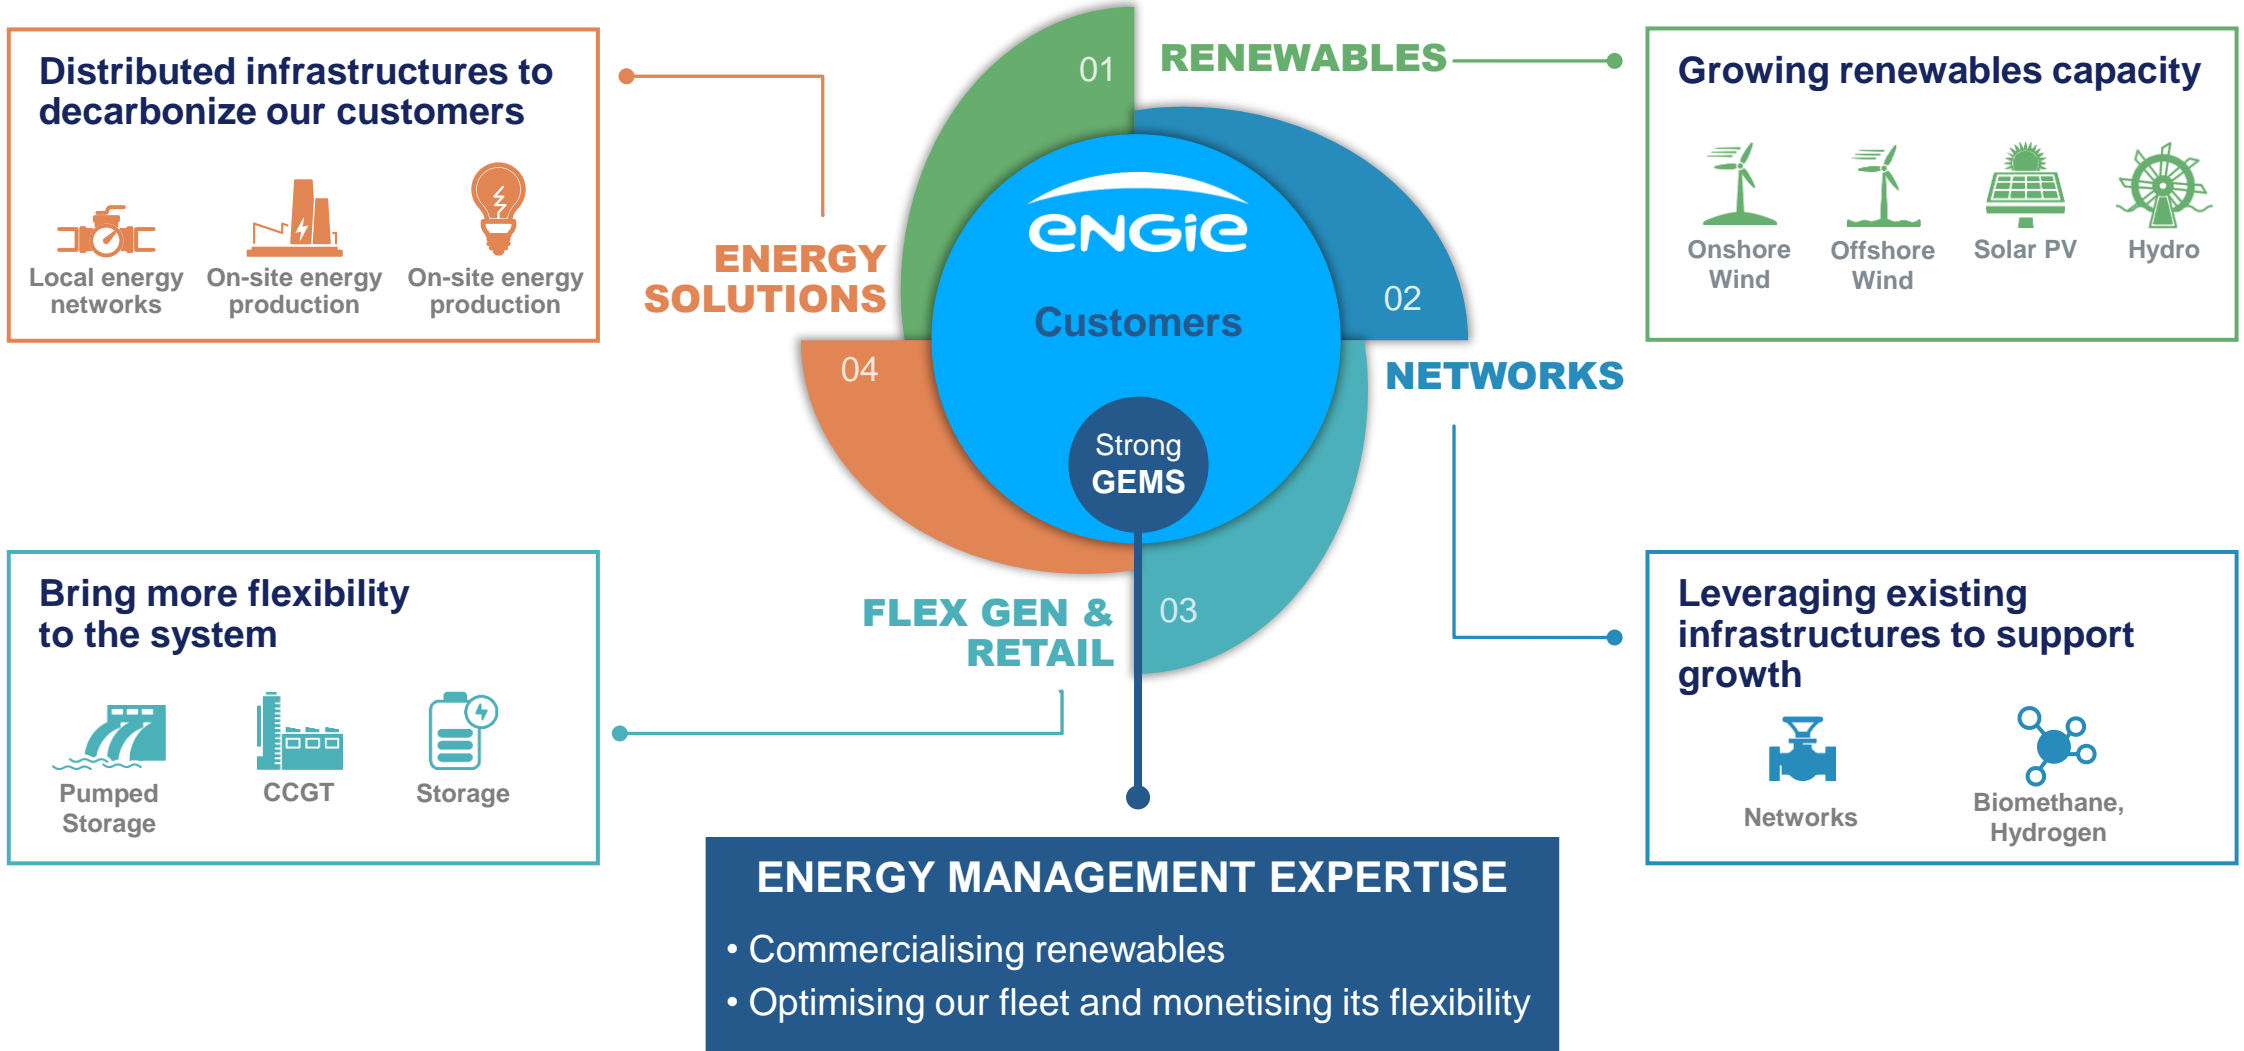 Distributed infrastructures to
decarbonize our customers
Local energy
networks
On-site energy
production
On-site energy
production
01
RENEWABLES
Growing renewables capacity
Onshore
Wind
Offshore
Wind
Solar PV
Hydro
ENGiE
Customers
Strong
GEMS
ENERGY
SOLUTIONS
02
NETWORKS
04
Bring more flexibility
to the system
Pumped
Storage
CCGT
Storage
FLEX GEN &
RETAIL
03
Leveraging existing
infrastructures to support
growth
Networks
Biomethane,
Hydrogen
ENERGY MANAGEMENT EXPERTISE
• Commercialising renewables
• Optimising our fleet and monetising its flexibility